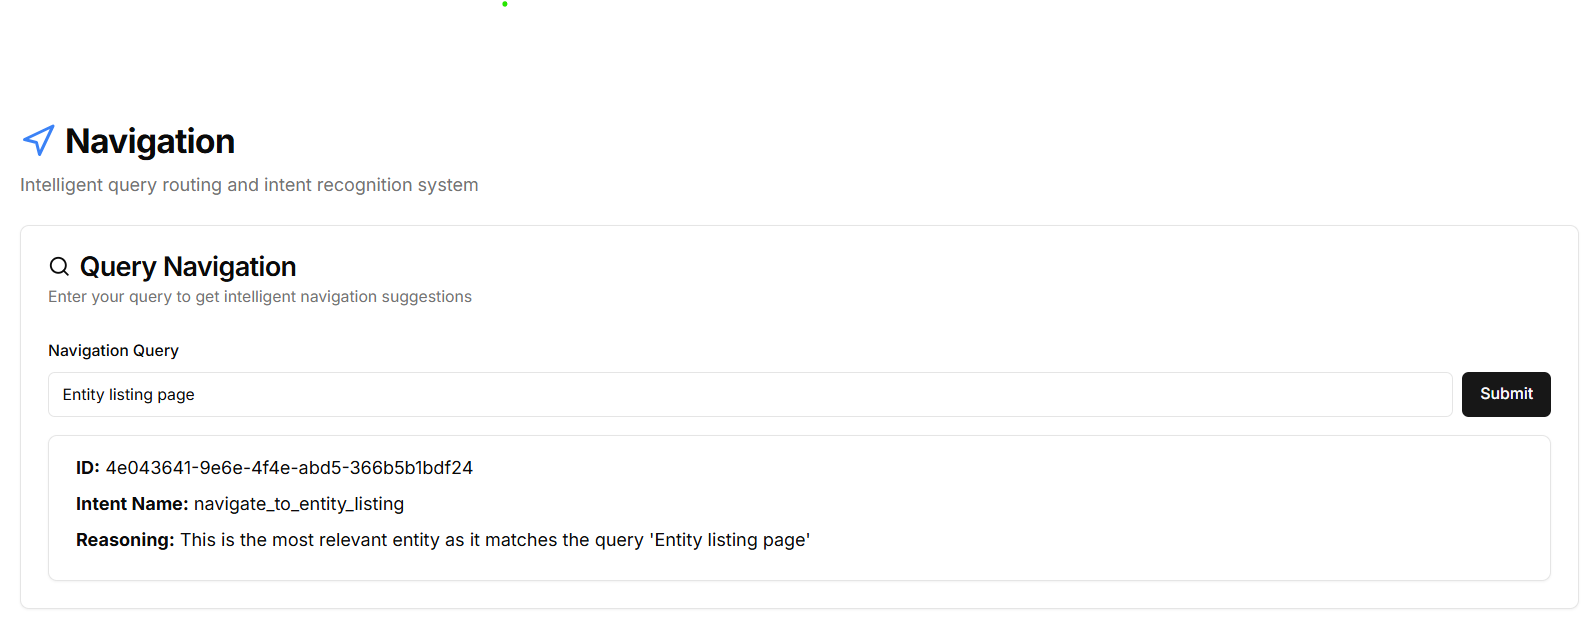 Navigation
Intelligent query routing and intent recognition system
Query Navigation
Enter your query to get intelligent navigation suggestions
Navigation Query
Entity listing page
Submit
ID: 4e043641-9e6e-4f4e-abd5-366b5b1bdf24
Intent Name: navigate_to_entity_listing
Reasoning: This is the most relevant entity as it matches the query 'Entity listing page'